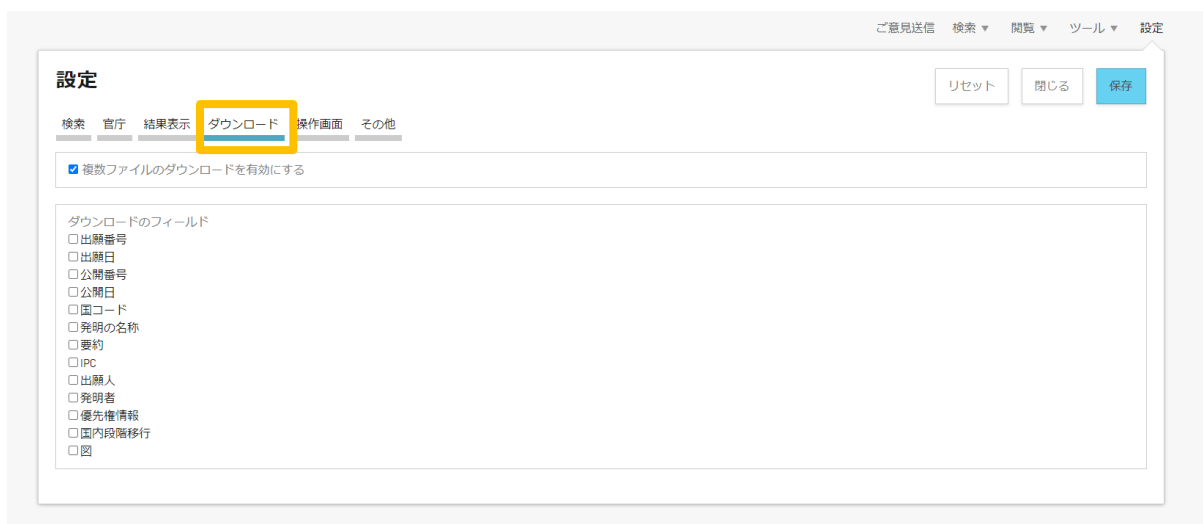 ご意見送信 検索 ▼ 閲覧 ▼ ツール ▼ 設定
設定
リセット 閉じる 保存
検索 官庁 結果表示 ダウンロード 操作画面 その他
複数ファイルのダウンロードを有効にする
ダウンロードのフィールド
出願番号
出願日
公開番号
公開日
国コード
発明の名称
要約
IPC
出願人
発明者
優先権情報
国内段階移行
図